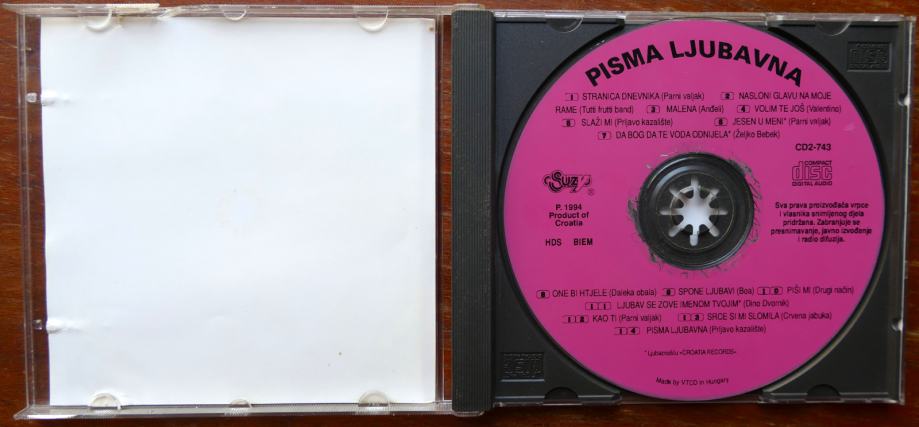 PISMA LJUBAVNA
1 STRANICA DNEVNIKA (Parni valjak) 2 NASLONI GLAVU NA MOJE
RAME (Tutti frutti band) 3 MALENA (Anđeli) 4 VOLIM TE JOŠ (Valentino)
5 SLAŽI MI (Prljavo kazalište) 6 JESEN U MENI* (Parni valjak)
7 DA BOG DA TE VODA ODNIJELA* (Željko Bebek)
CD2-743
COMPACT
disc
DIGITAL AUDIO
Suzy ®
P. 1994
Product of
Croatia
HDS BIEM
Sva prava proizvođača vrpce
i vlasnika snimljenog djela
pridržana. Zabranjuje se
presnimavanje, javno izvođenje
i radio difuzija.
8 ONE BI HTJELE (Daleka obala) 9 SPONE LJUBAVI (Boa) 10 PIŠI MI (Drugi način)
11 LJUBAV SE ZOVE IMENOM TVOJIM* (Dino Dvornik)
12 KAO TI (Parni valjak) 13 SRCE SI MI SLOMILA (Crvena jabuka)
14 PISMA LJUBAVNA (Prljavo kazalište)
* Ljubaznošću «CROATIA RECORDS»
Made by VTCD in Hungary